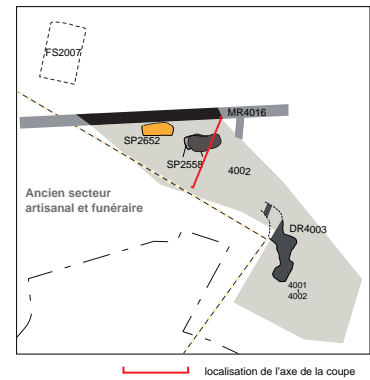 FS2007
MR4016
SP2652
SP2558
4002
Ancien secteur
artisanal et funéraire
DR4003
4001
4002
localisation de l'axe de la coupe